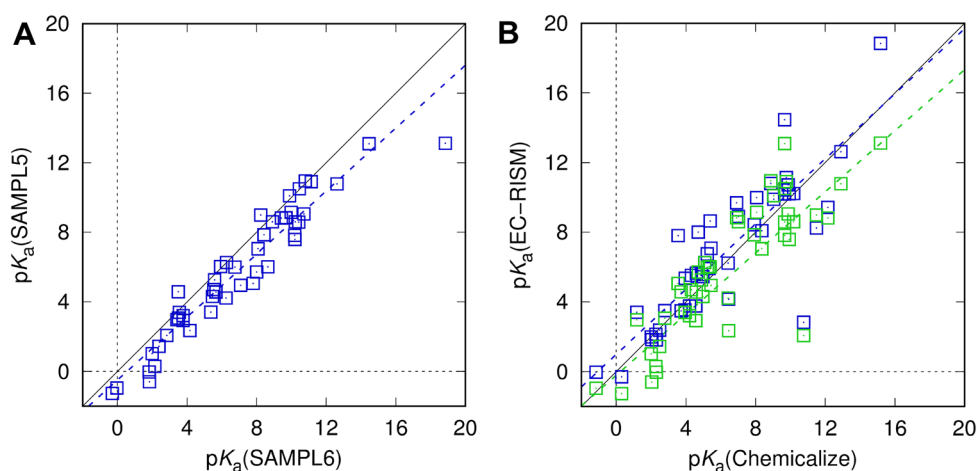 A
B
20
16
12
8
4
0
0 4 8 12 16 20
pKa(SAMPL5)
pKa(SAMPL6)
20
16
12
8
4
0
0 4 8 12 16 20
pKa(EC−RISM)
pKa(Chemicalize)